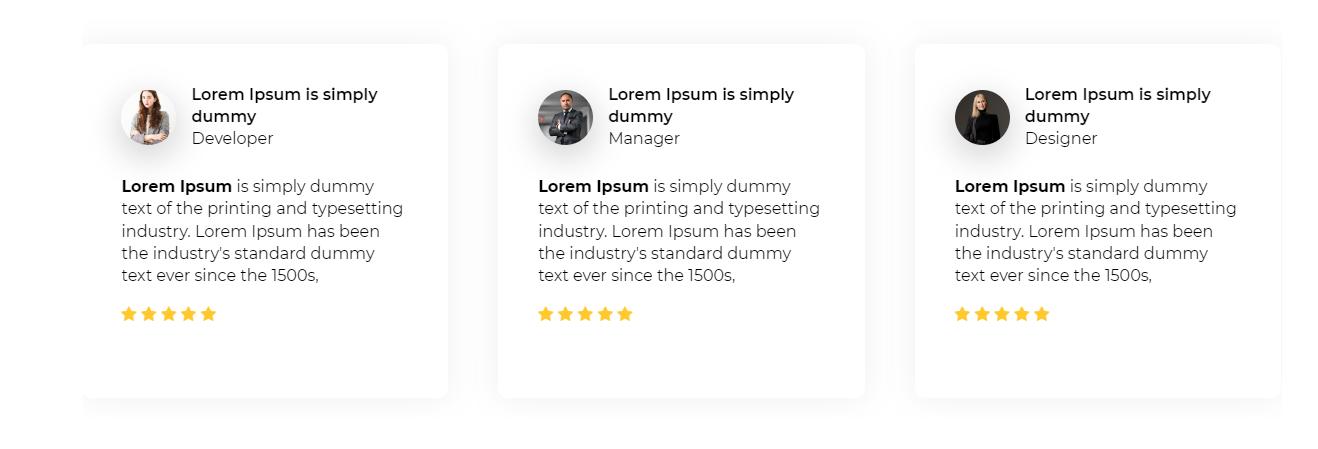 Lorem Ipsum is simply
dummy
Developer
Lorem Ipsum is simply dummy
text of the printing and typesetting
industry. Lorem Ipsum has been
the industry's standard dummy
text ever since the 1500s,
Lorem Ipsum is simply
dummy
Manager
Lorem Ipsum is simply dummy
text of the printing and typesetting
industry. Lorem Ipsum has been
the industry's standard dummy
text ever since the 1500s,
Lorem Ipsum is simply
dummy
Designer
Lorem Ipsum is simply dummy
text of the printing and typesetting
industry. Lorem Ipsum has been
the industry's standard dummy
text ever since the 1500s,